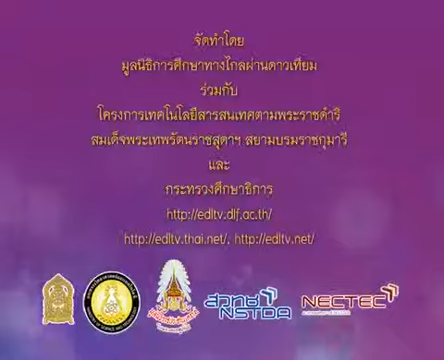 จัดทำโดย
มูลนิธิการศึกษาทางไกลผ่านดาวเทียม
ร่วมกับ
โครงการเทคโนโลยีสารสนเทศตามพระราชดำริ
สมเด็จพระเทพรัตนราชสุดาฯ สยามบรมราชกุมารี
และ
กระทรวงศึกษาธิการ
http://edltv.dlf.ac.th/
http://edltv.thai.net/, http://edltv.net/
สวทช NECTEC
NSTDA